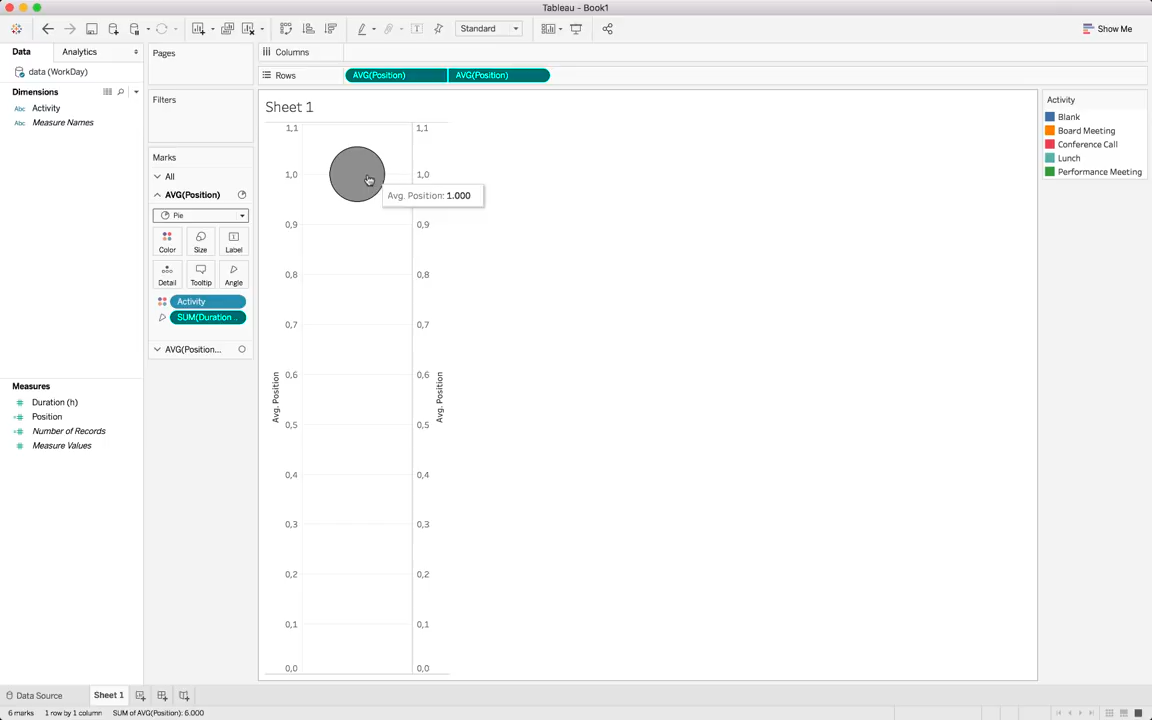 Tableau - Book1
Standard
Show Me
Data
Analytics
Pages
Columns
data (WorkDay)
Rows
AVG(Position)
AVG(Position)
Dimensions
Filters
Sheet 1
Activity
Abc Activity
Blank
Abc Measure Names
Board Meeting
Conference Call
Marks
Lunch
All
Performance Meeting
AVG(Position)
Pie
Color
Size
Label
Detail
Tooltip
Angle
Activity
SUM(Duration ..
AVG(Position...
Measures
Duration (h)
Position
Number of Records
Measure Values
1,1
1,0
0,9
0,8
0,7
0,6
0,5
0,4
0,3
0,2
0,1
0,0
Avg. Position
Avg. Position: 1.000
1,1
1,0
0,9
0,8
0,7
0,6
0,5
0,4
0,3
0,2
0,1
0,0
Avg. Position
Data Source
Sheet 1
6 marks
1 row by 1 column
SUM of AVG(Position): 6.000